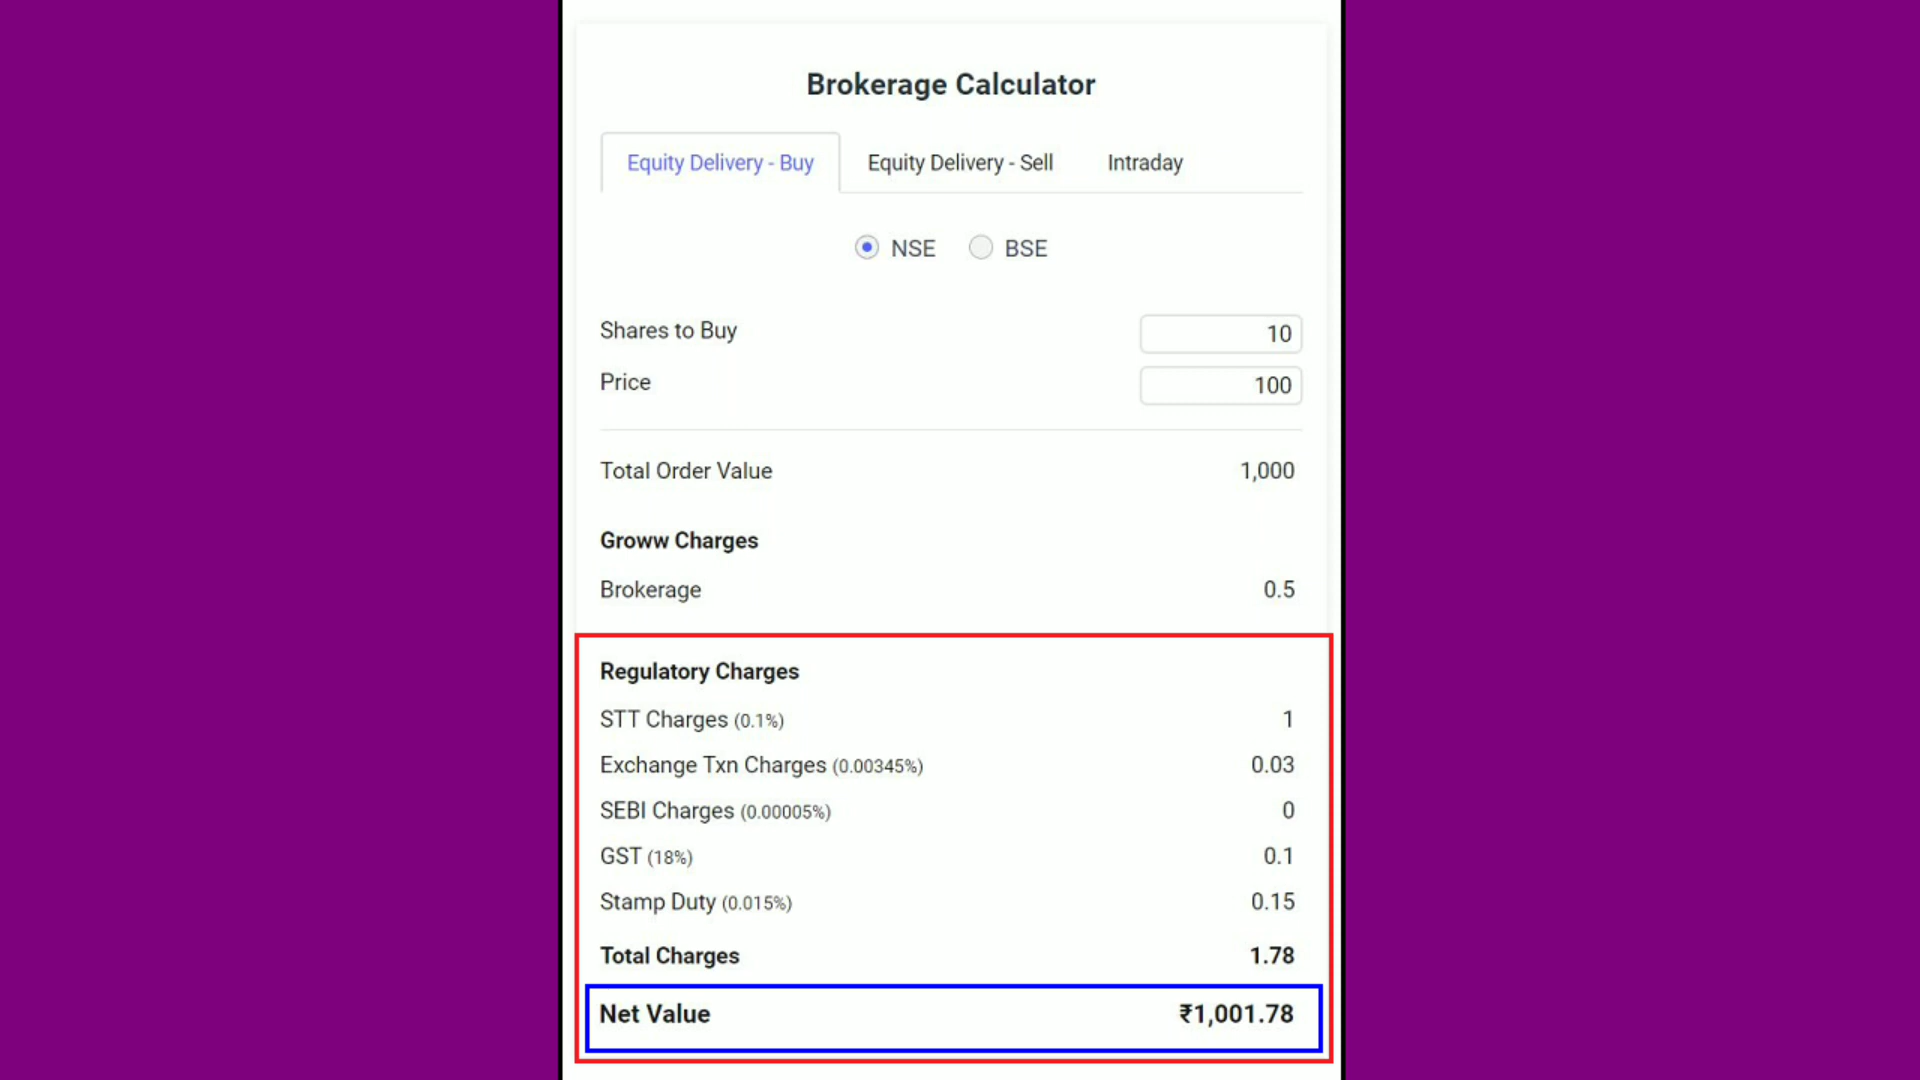 Brokerage Calculator
Equity Delivery - Buy Equity Delivery - Sell Intraday
NSE BSE
Shares to Buy 10
Price 100
Total Order Value 1,000
Groww Charges
Brokerage 0.5
Regulatory Charges
STT Charges (0.1%) 1
Exchange Txn Charges (0.00345%) 0.03
SEBI Charges (0.00005%) 0
GST (18%) 0.1
Stamp Duty (0.015%) 0.15
Total Charges 1.78
Net Value ₹1,001.78